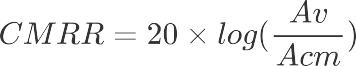 CMRR = 20 × log(Av/Acm)